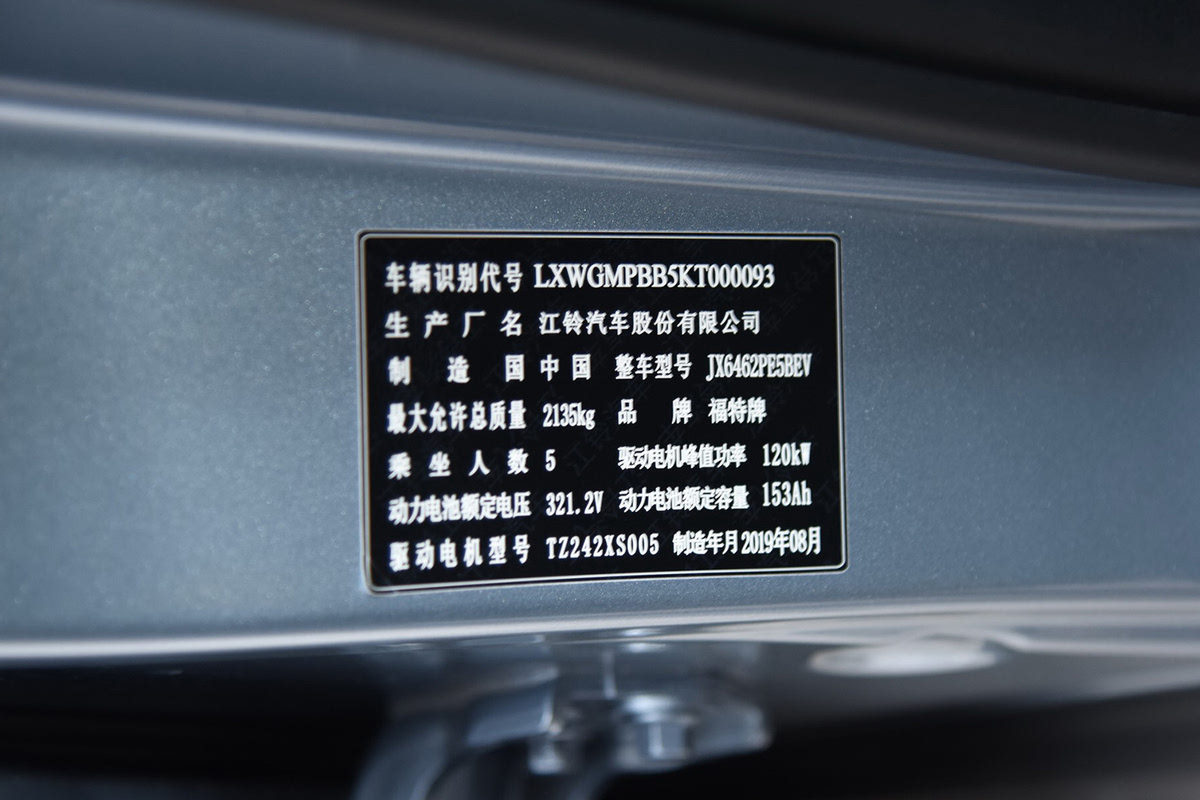 车辆识别代号 LXWGMPBB5KT000093
生产厂名 江铃汽车股份有限公司
制造国 中国 整车型号 JX6462PE5BEV
最大允许总质量 2135kg 品牌 福特牌
乘坐人数 5 驱动电机峰值功率 120kW
动力电池额定电压 321.2V 动力电池额定容量 153Ah
驱动电机型号 TZ242XS005 制造年月 2019年08月